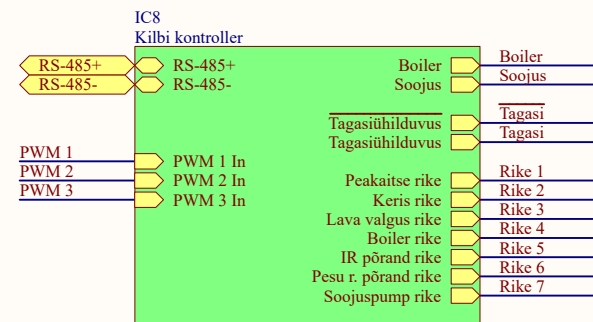 IC8
Kilbi kontroller
RS-485+ RS-485+ Boiler Boiler
RS-485- RS-485- Soojus Soojus
Tagasiühilduvus Tagasi
Tagasiühilduvus Tagasi
PWM 1 PWM 1 In
PWM 2 PWM 2 In Peakaitse rike Rike 1
PWM 3 PWM 3 In Keris rike Rike 2
Lava valgus rike Rike 3
Boiler rike Rike 4
IR põrand rike Rike 5
Pesu r. põrand rike Rike 6
Soojuspump rike Rike 7